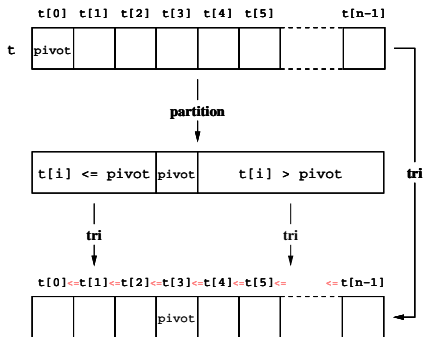 t[0] t[1] t[2] t[3] t[4] t[5] t[n-1]
t pivot
partition
t[i] <= pivot pivot t[i] > pivot
tri
tri tri
t[0]<=t[1]<=t[2]<=t[3]<=t[4]<=t[5]<= <=t[n-1]
pivot